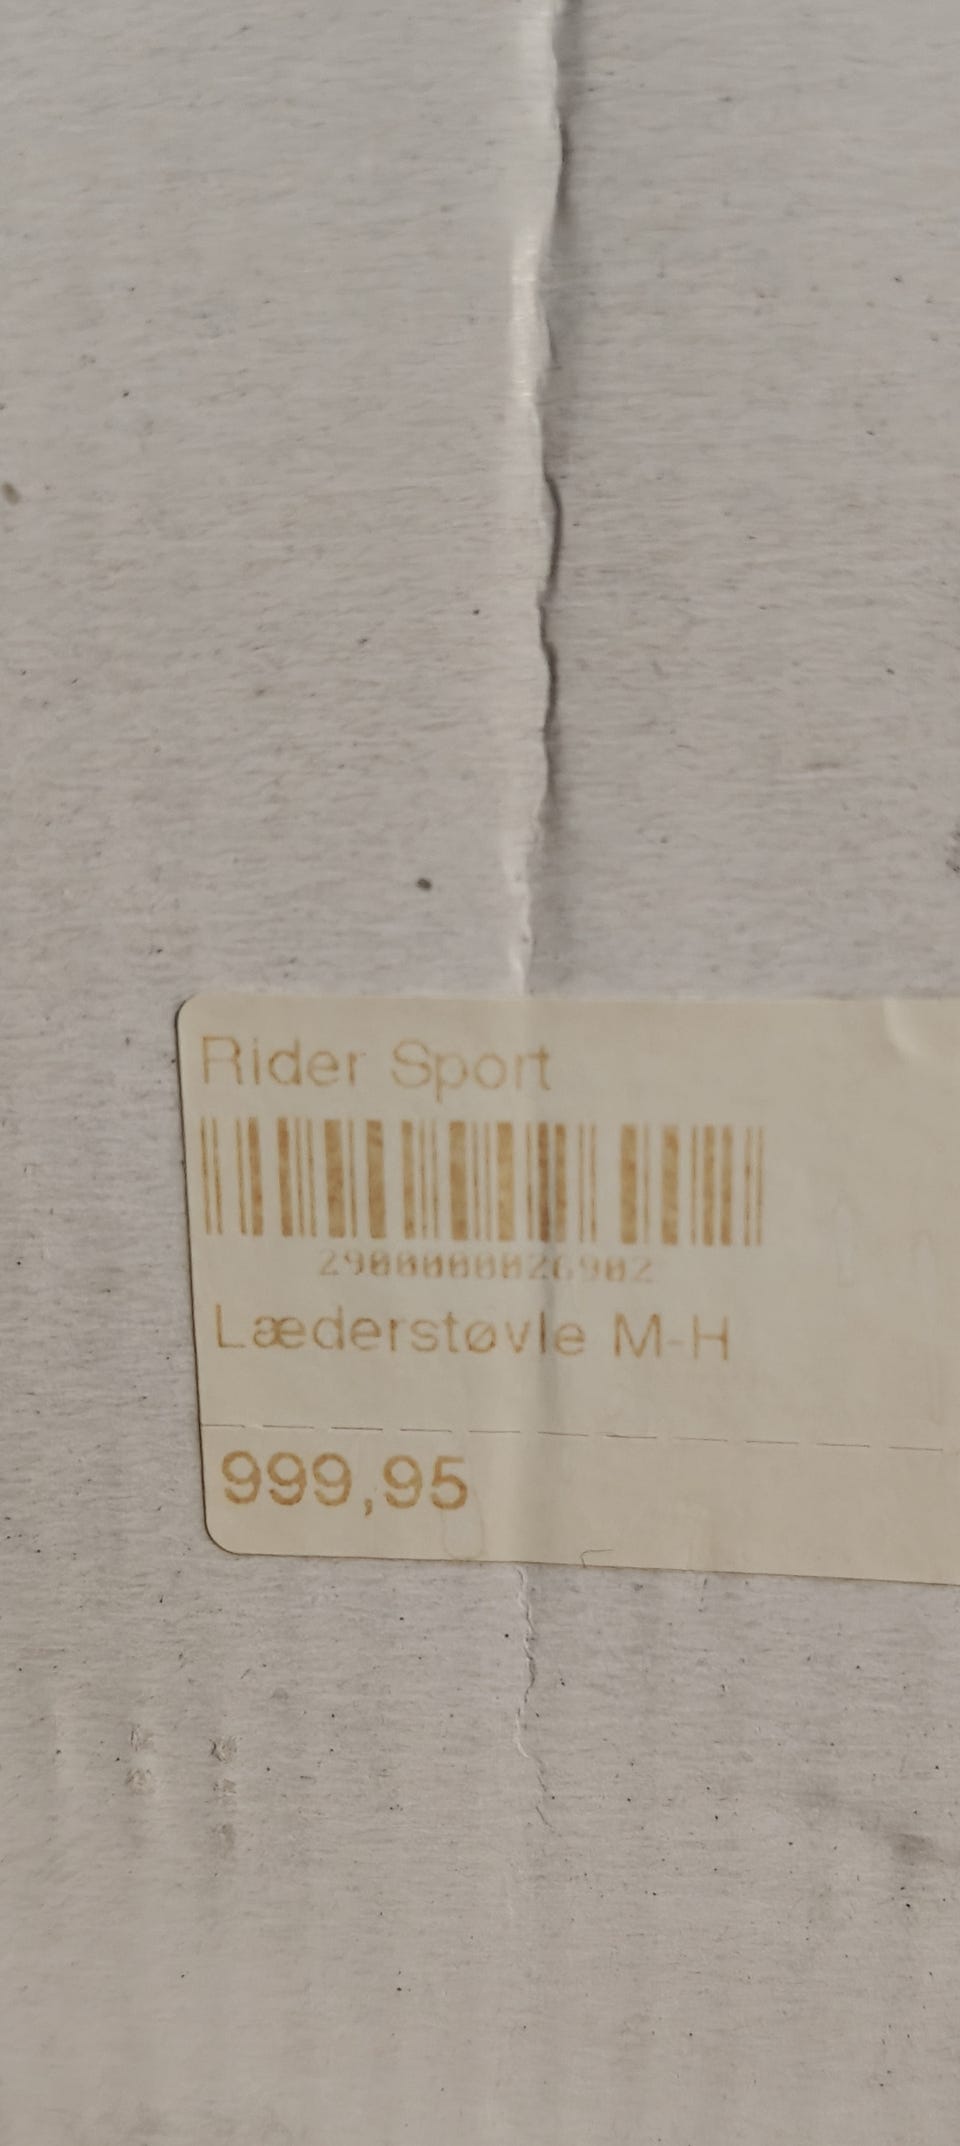 Rider Sport
2900000026902
Læderstøvle M-H
999,95